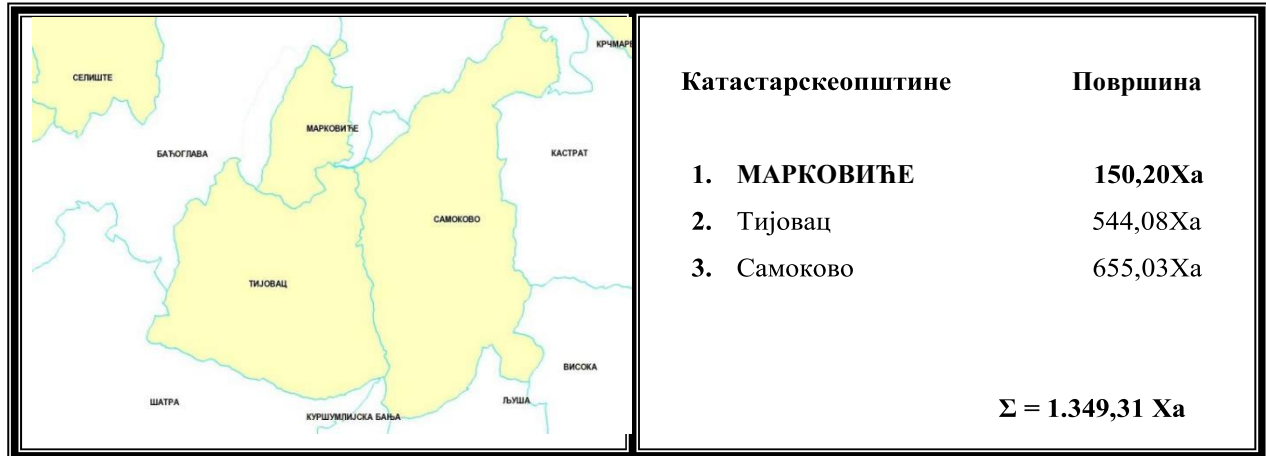 КРЧМАРЕ
СЕЛИШТЕ
МАРКОВИЋЕ
БАЋОГЛАВА
КАСТРАТ
САМОКОВО
ТИЈОВАЦ
ВИСОКА
ШАТРА
ЉУША
КУРШУМЛИЈСКА БАЊА
Катастарскеопштине Површина
1. МАРКОВИЋЕ 150,20Ха
2. Тијовац 544,08Ха
3. Самоково 655,03Ха
Σ = 1.349,31 Ха